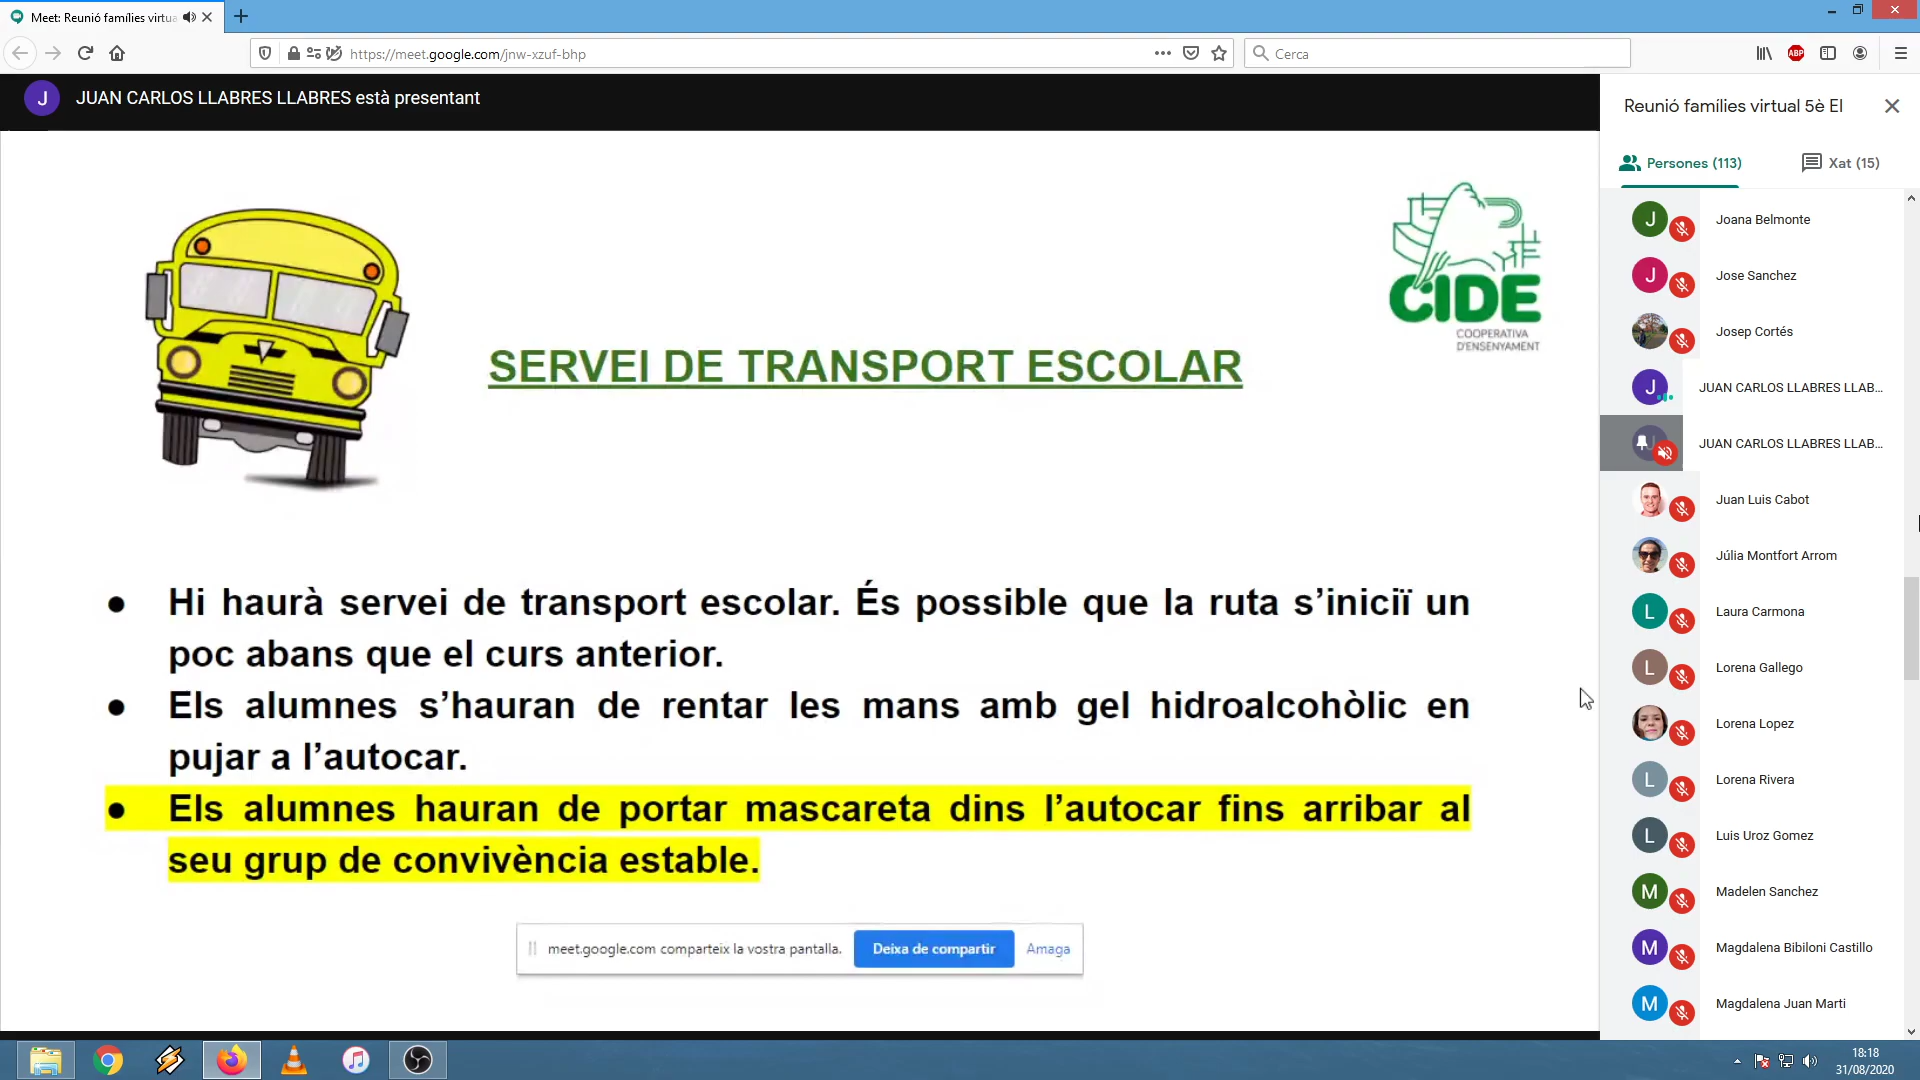 Meet: Reunió famílies virtua
https://meet.google.com/jnw-xzuf-bhp
Cerca
ABP
J
JUAN CARLOS LLABRES LLABRES està presentant
CIDE
COOPERATIVA
D'ENSENYAMENT
SERVEI DE TRANSPORT ESCOLAR
● Hi haurà servei de transport escolar. És possible que la ruta s’iniciï un
poc abans que el curs anterior.
● Els alumnes s’hauran de rentar les mans amb gel hidroalcohòlic en
pujar a l’autocar.
● Els alumnes hauran de portar mascareta dins l’autocar fins arribar al
seu grup de convivència estable.
meet.google.com comparteix la vostra pantalla.
Deixa de compartir
Amaga
Reunió famílies virtual 5è EI
Persones (113)
Xat (15)
J Joana Belmonte
J Jose Sanchez
Josep Cortés
J JUAN CARLOS LLABRES LLAB...
JUAN CARLOS LLABRES LLAB...
Juan Luis Cabot
Júlia Montfort Arrom
L Laura Carmona
L Lorena Gallego
Lorena Lopez
L Lorena Rivera
L Luis Uroz Gomez
M Madelen Sanchez
M Magdalena Bibiloni Castillo
M Magdalena Juan Marti
18:18
31/08/2020